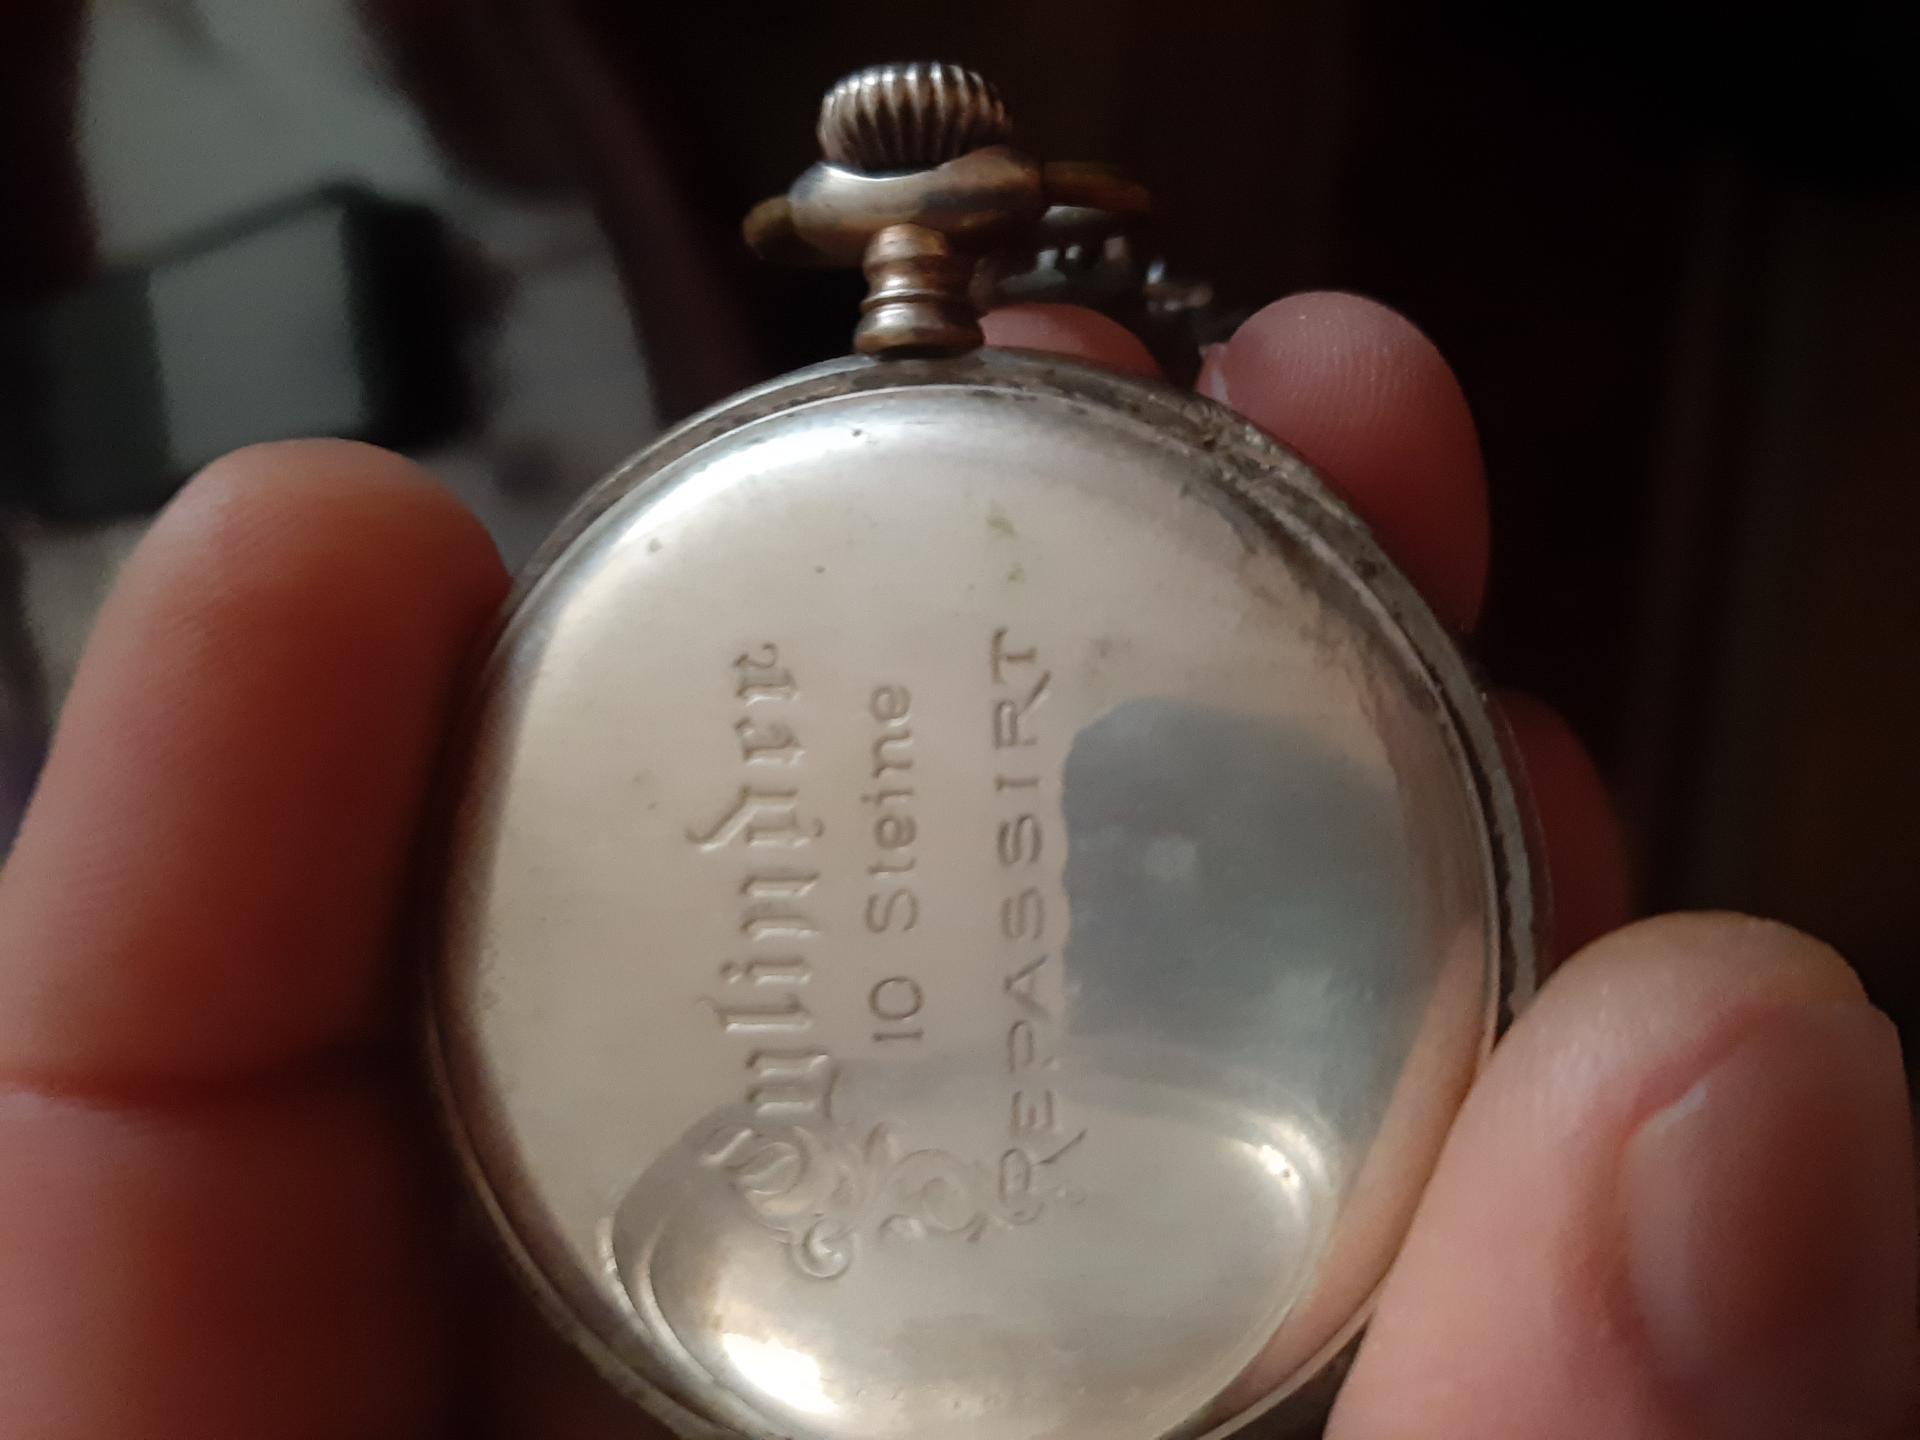 Cylinder
10 Steine
REPASSIRT